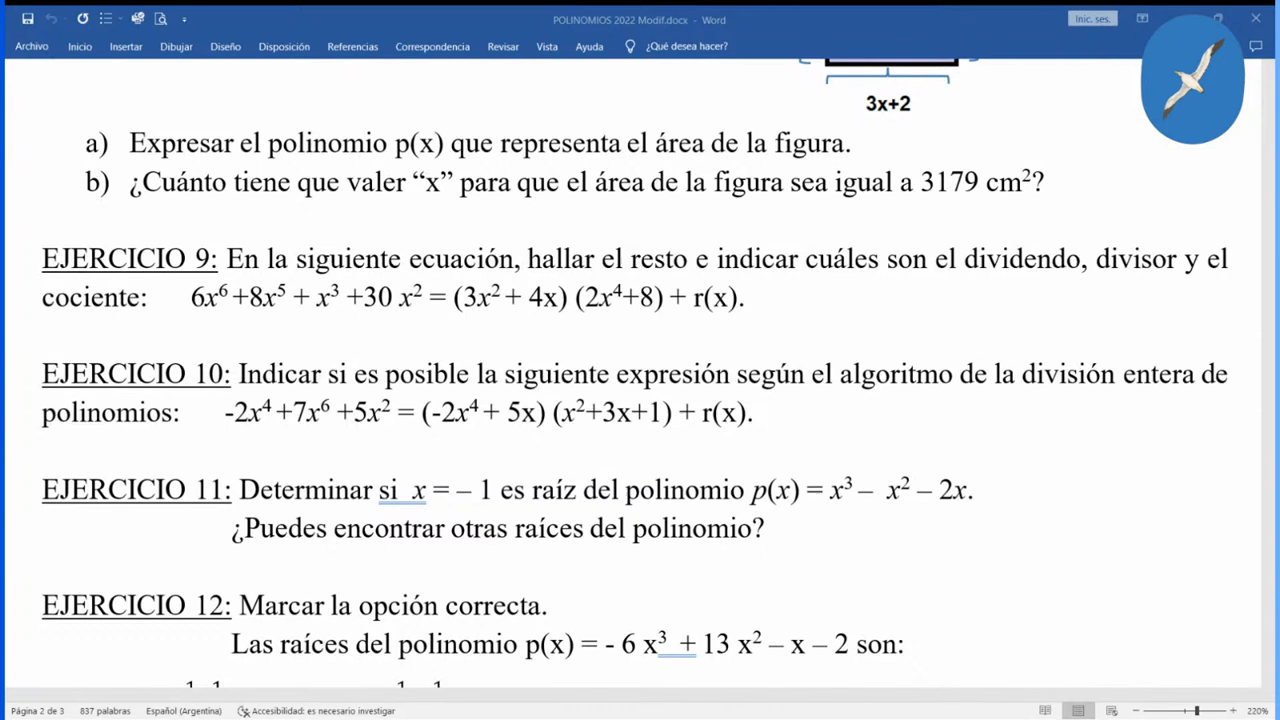 POLINOMIOS 2022 Modif.docx - Word
Inic. ses.
Archivo Inicio Insertar Dibujar Diseño Disposición Referencias Correspondencia Revisar Vista Ayuda ¿Qué desea hacer?
3x+2
a) Expresar el polinomio p(x) que representa el área de la figura.
b) ¿Cuánto tiene que valer “x” para que el área de la figura sea igual a 3179 cm²?
EJERCICIO 9: En la siguiente ecuación, hallar el resto e indicar cuáles son el dividendo, divisor y el
cociente: 6x⁶ +8x⁵ + x³ +30 x² = (3x² + 4x) (2x⁴+8) + r(x).
EJERCICIO 10: Indicar si es posible la siguiente expresión según el algoritmo de la división entera de
polinomios: -2x⁴ +7x⁶ +5x² = (-2x⁴ + 5x) (x²+3x+1) + r(x).
EJERCICIO 11: Determinar si x = – 1 es raíz del polinomio p(x) = x³ – x² – 2x.
¿Puedes encontrar otras raíces del polinomio?
EJERCICIO 12: Marcar la opción correcta.
Las raíces del polinomio p(x) = - 6 x³ + 13 x² – x – 2 son:
Página 2 de 3 837 palabras Español (Argentina) Accesibilidad: es necesario investigar 220%